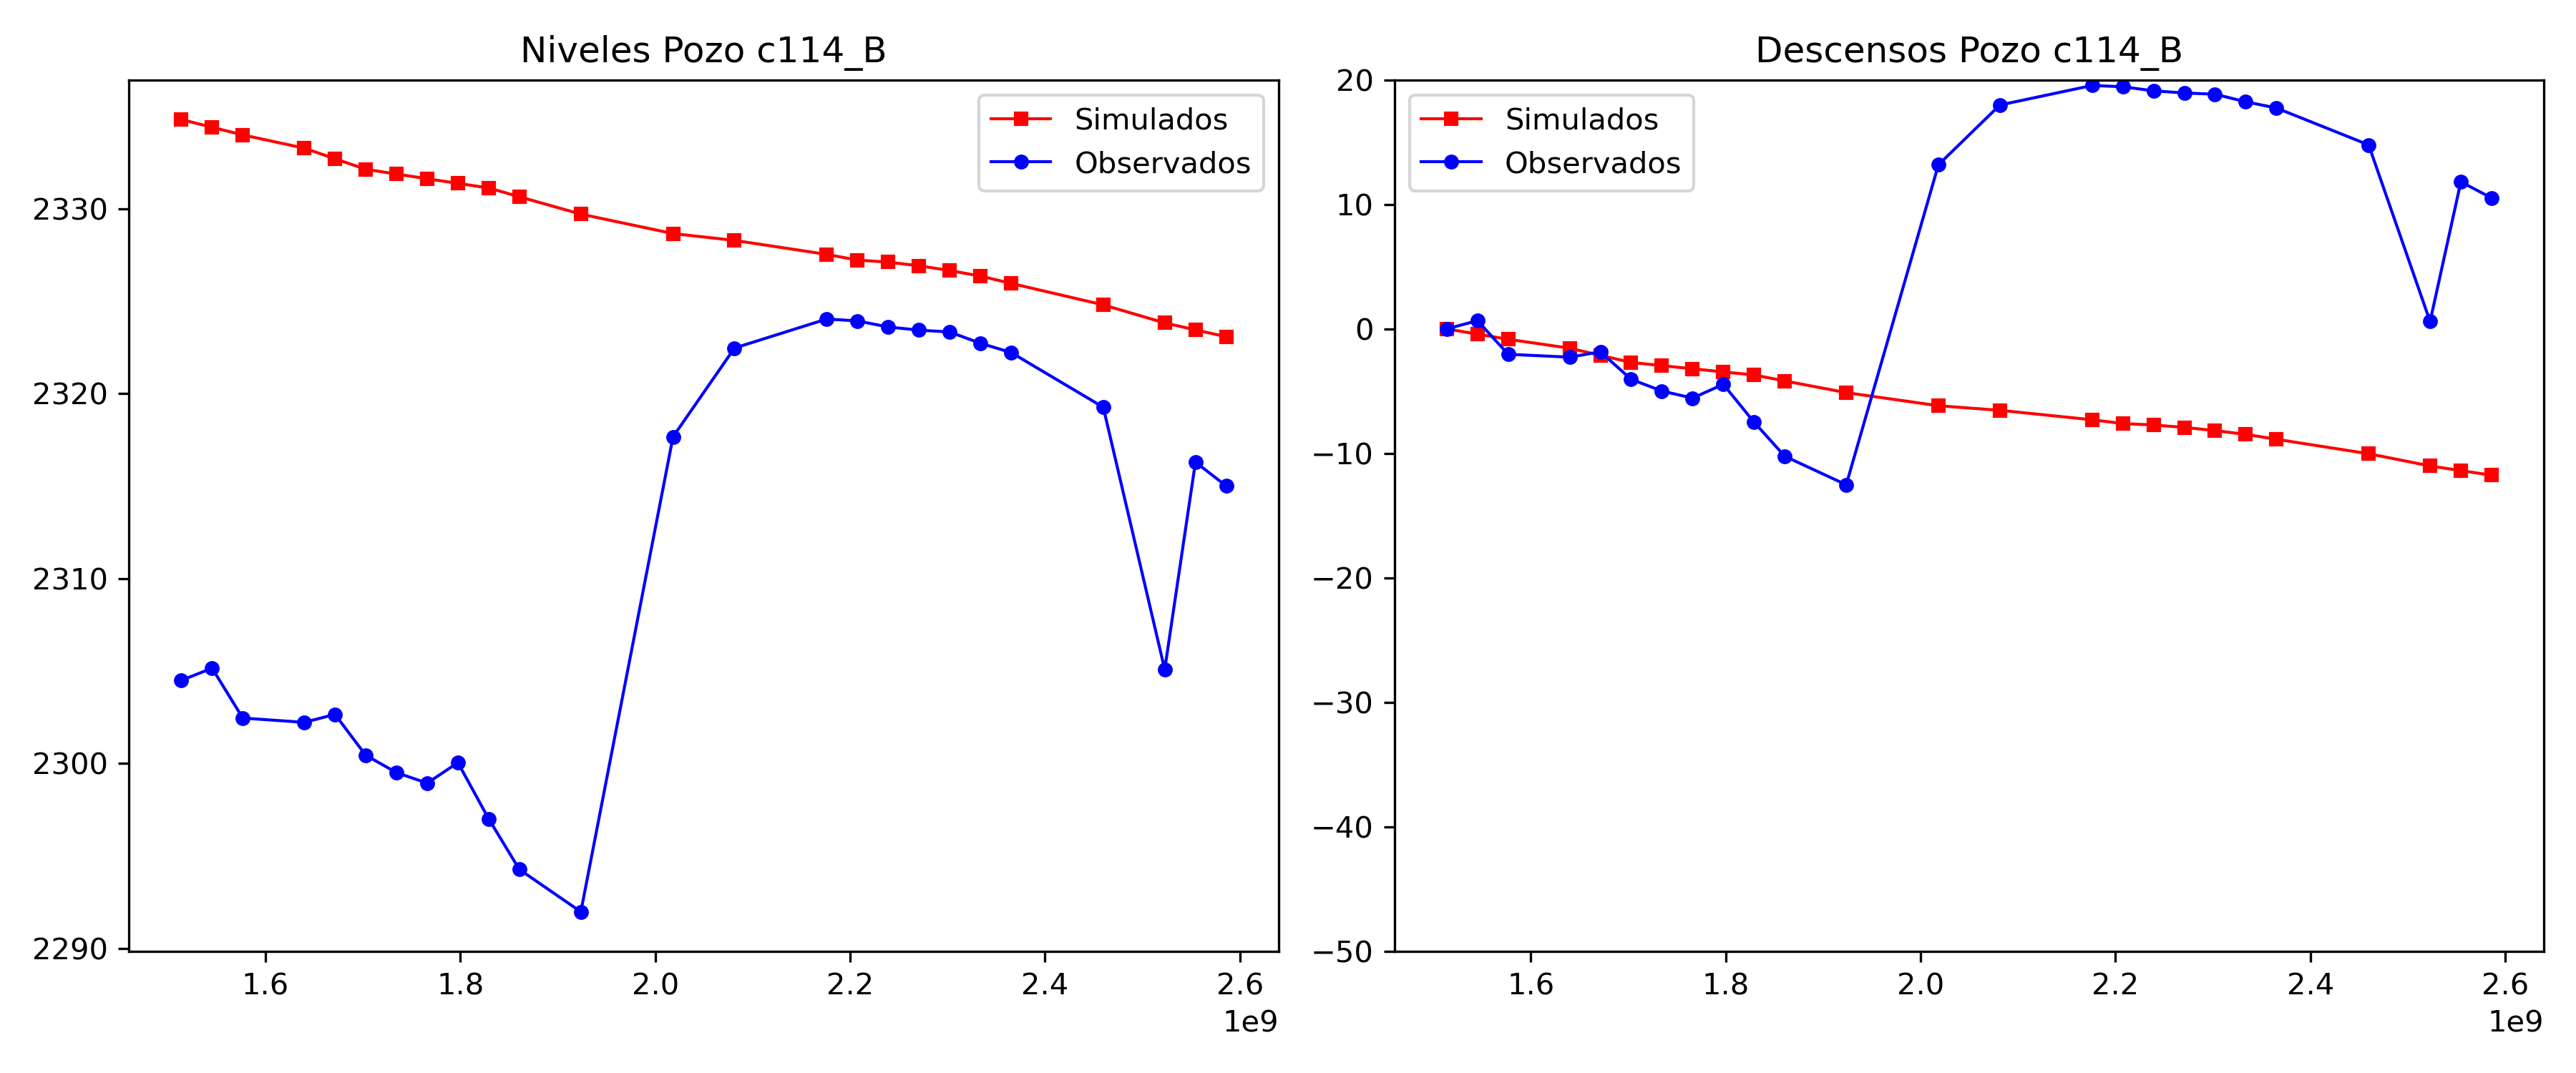 Niveles Pozo c114_B
Simulados
Observados
2330
2320
2310
2300
2290
1.6 1.8 2.0 2.2 2.4 2.6
1e9
Descensos Pozo c114_B
Simulados
Observados
20
10
0
−10
−20
−30
−40
−50
1.6 1.8 2.0 2.2 2.4 2.6
1e9